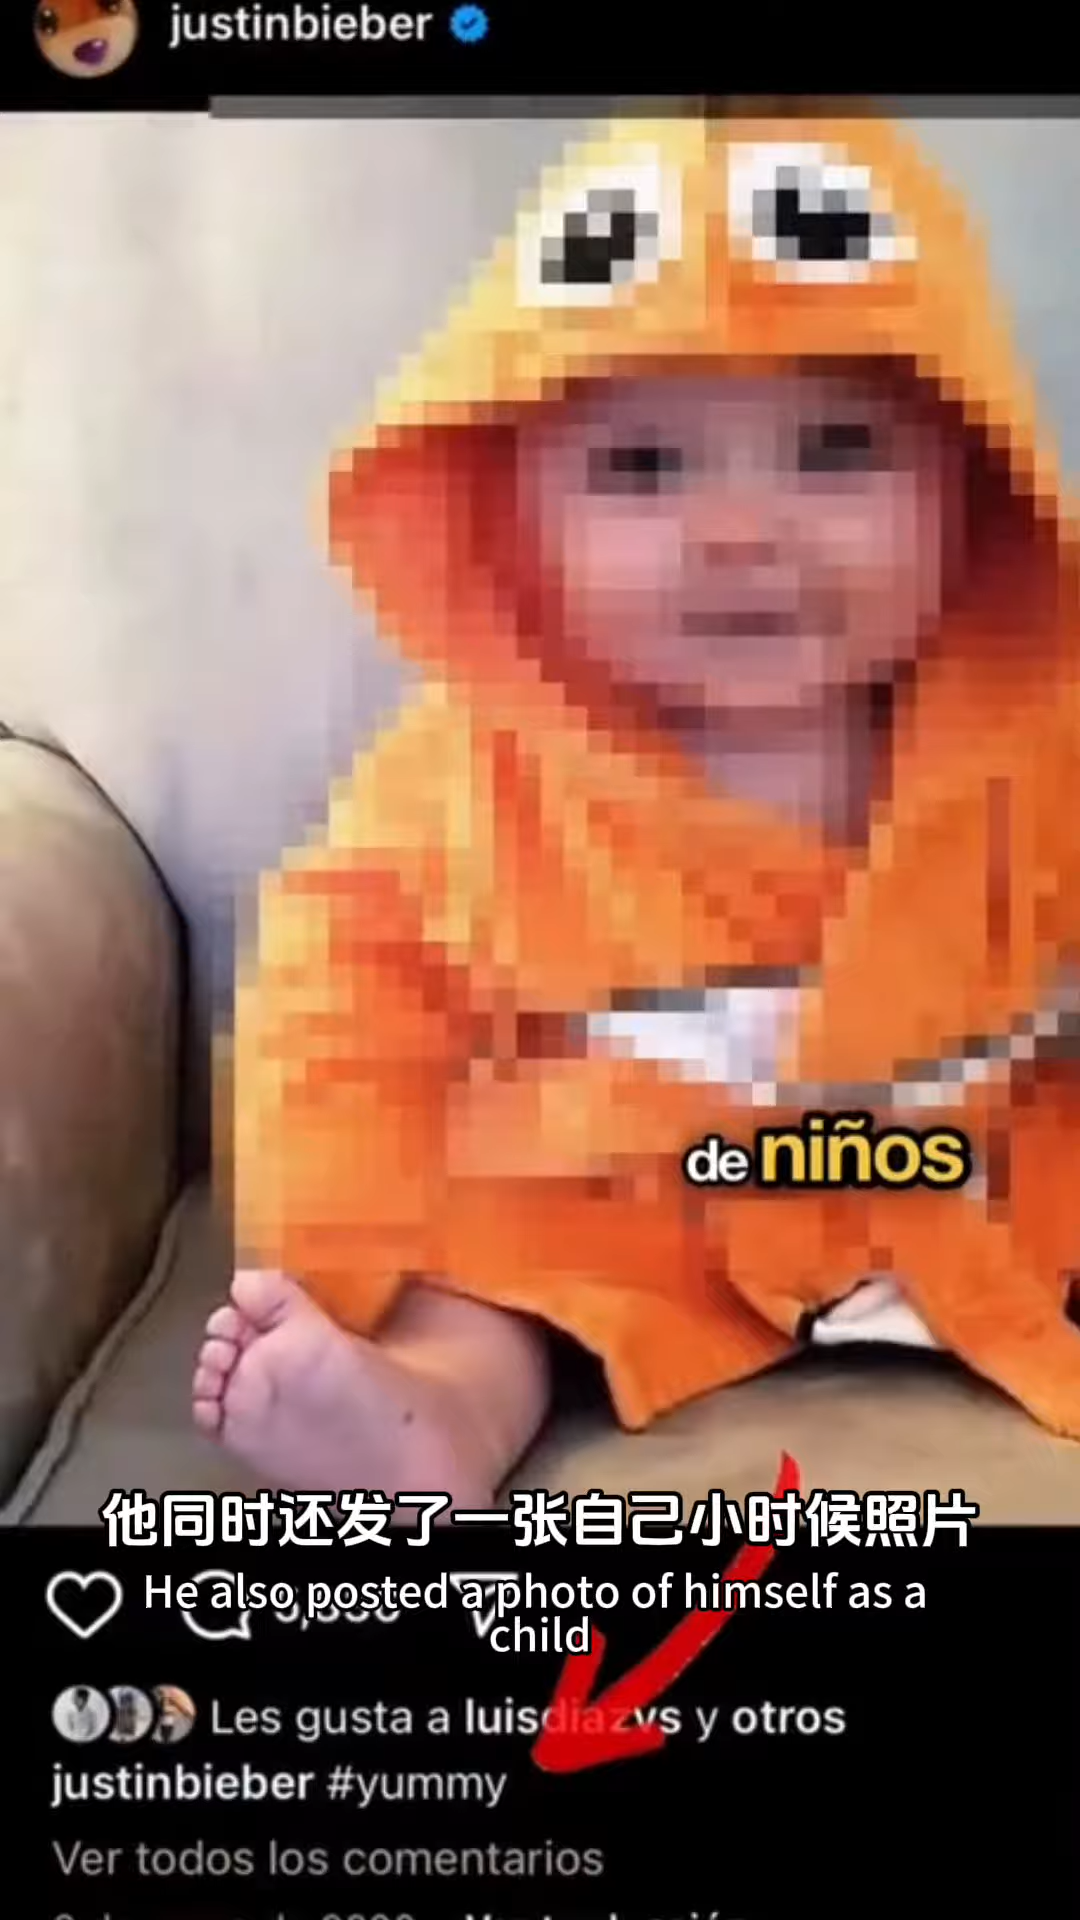 justinbieber
de niños
他同时还发了一张自己小时候照片
He also posted a photo of himself as a
child
Les gusta a luisdiazvs y otros
justinbieber #yummy
Ver todos los comentarios